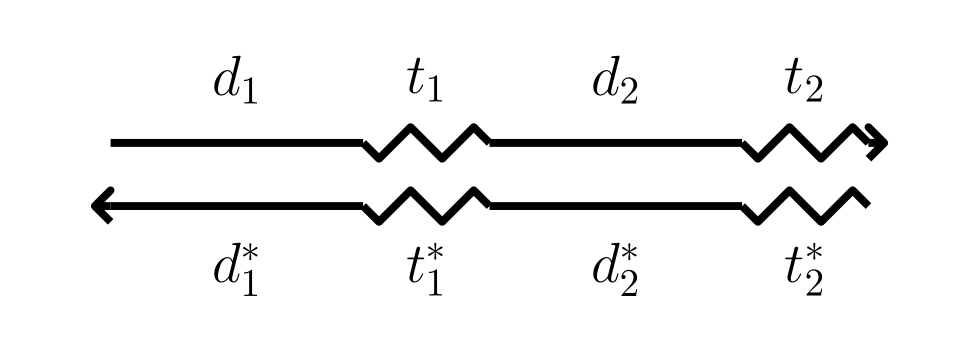 d₁ t₁ d₂ t₂
d₁* t₁* d₂* t₂*